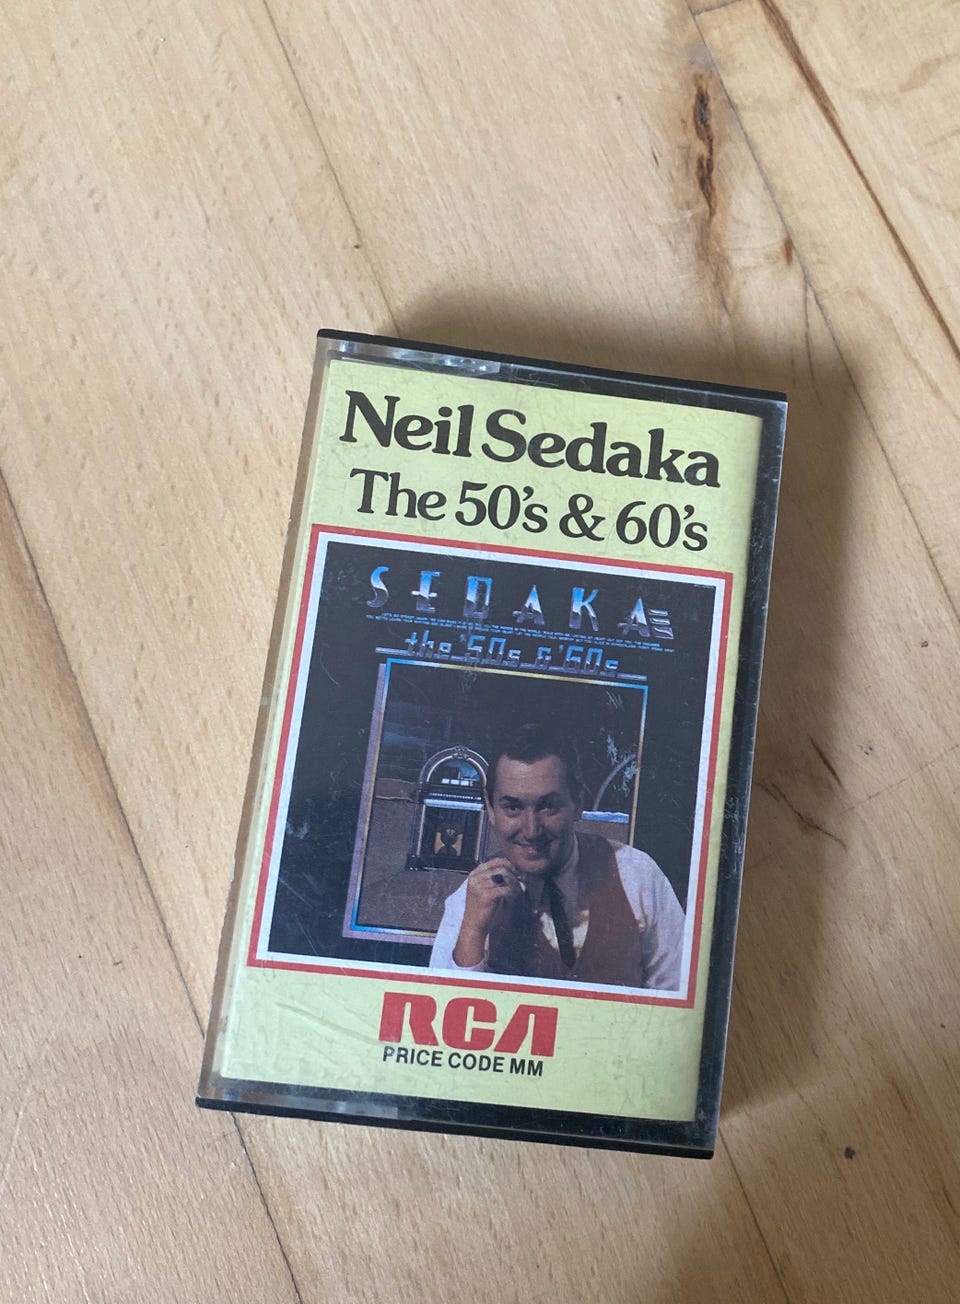 Neil Sedaka
The 50's & 60's
SEDAKA
the '50s & '60s
RCA
PRICE CODE MM